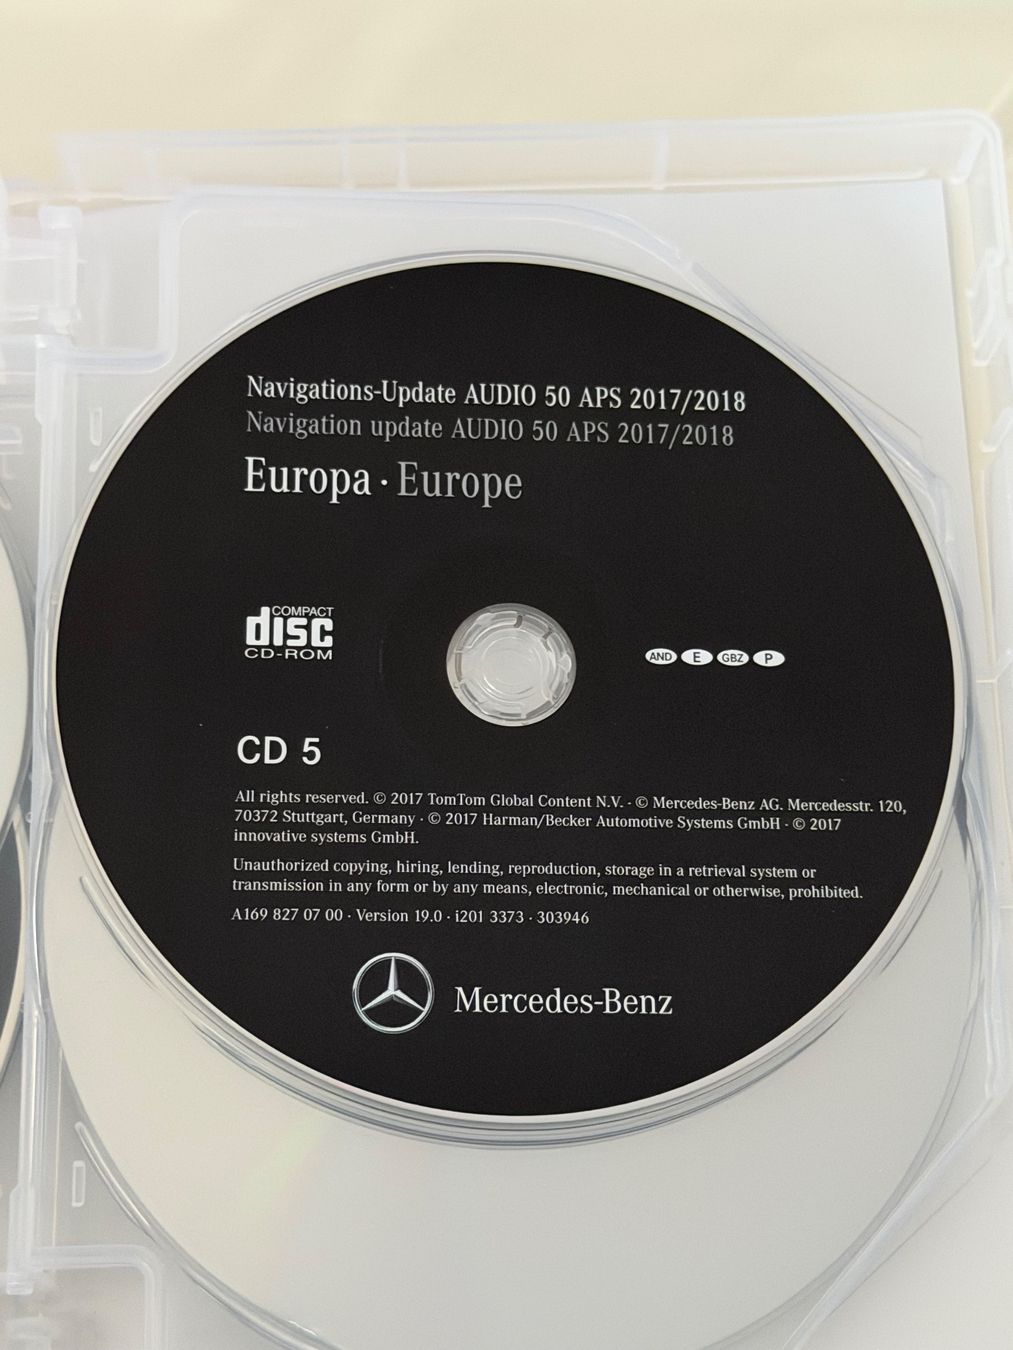 Navigations-Update AUDIO 50 APS 2017/2018
Navigation update AUDIO 50 APS 2017/2018
Europa · Europe
COMPACT
disc
CD-ROM
AND E GBZ P
CD 5
All rights reserved. © 2017 TomTom Global Content N.V. · © Mercedes-Benz AG. Mercedesstr. 120,
70372 Stuttgart, Germany · © 2017 Harman/Becker Automotive Systems GmbH · © 2017
innovative systems GmbH.
Unauthorized copying, hiring, lending, reproduction, storage in a retrieval system or
transmission in any form or by any means, electronic, mechanical or otherwise, prohibited.
A169 827 07 00 · Version 19.0 · i201 3373 · 303946
Mercedes-Benz